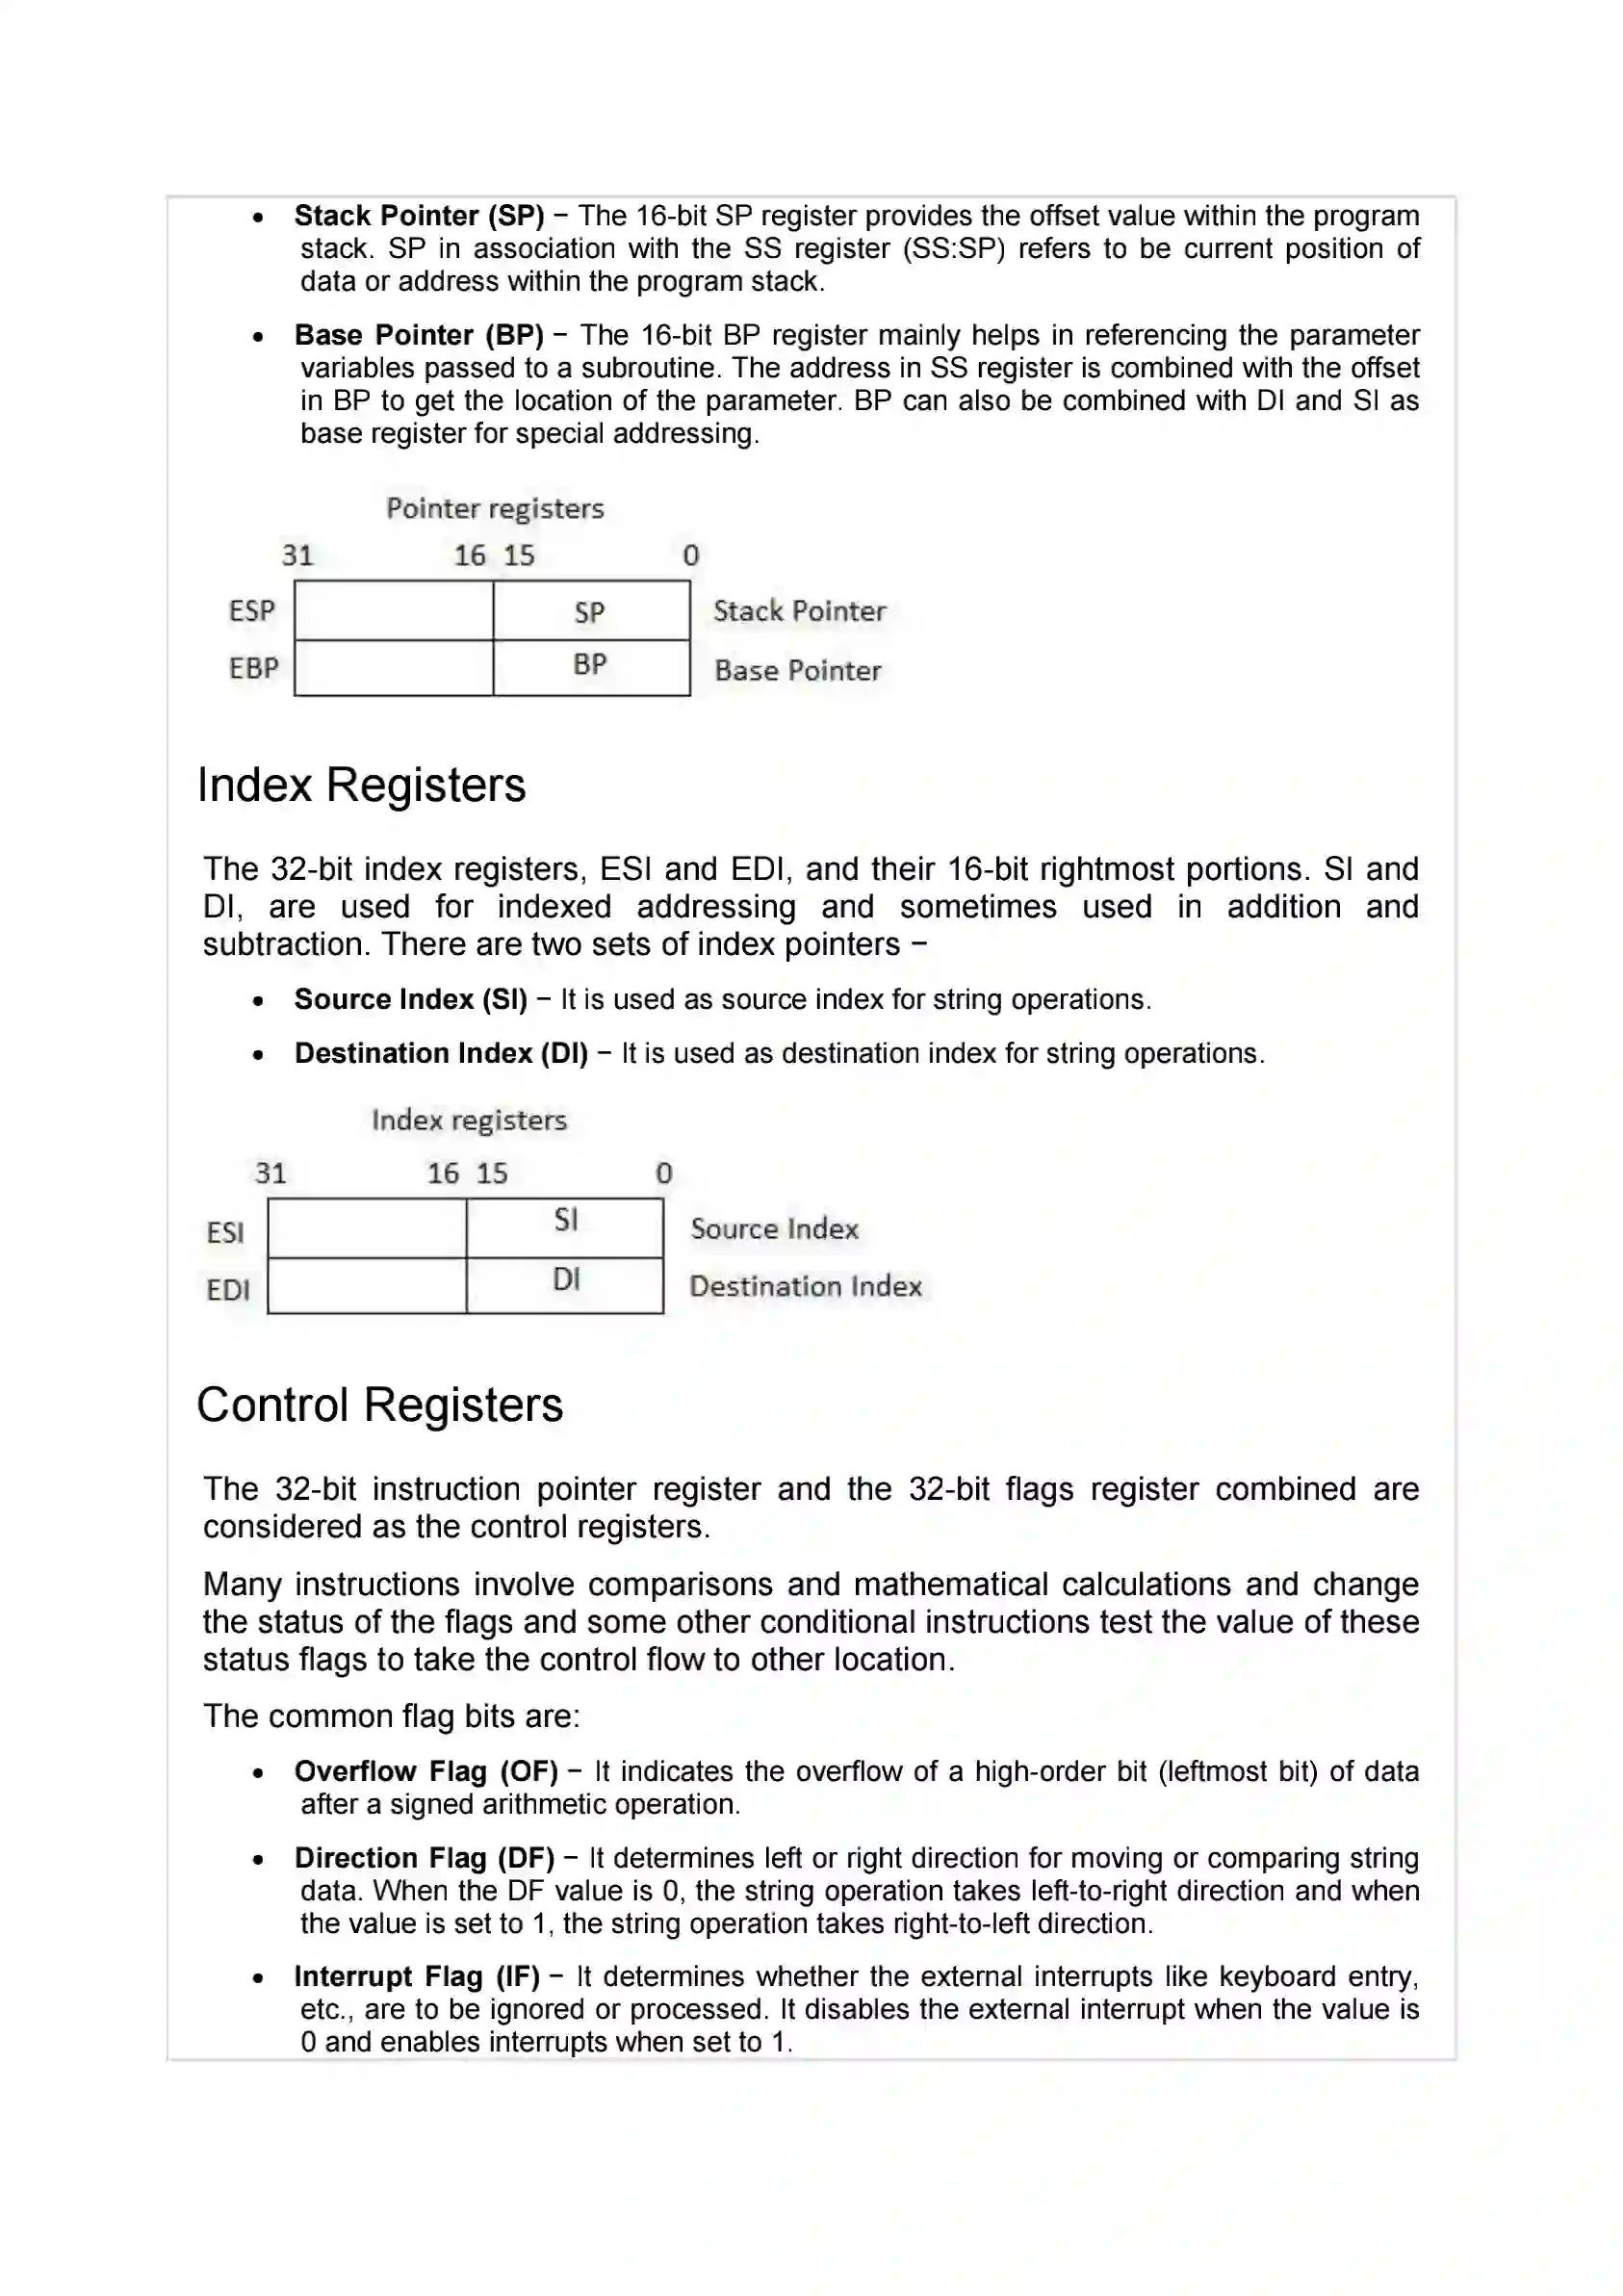 • Stack Pointer (SP) − The 16-bit SP register provides the offset value within the program
stack. SP in association with the SS register (SS:SP) refers to be current position of
data or address within the program stack.
• Base Pointer (BP) − The 16-bit BP register mainly helps in referencing the parameter
variables passed to a subroutine. The address in SS register is combined with the offset
in BP to get the location of the parameter. BP can also be combined with DI and SI as
base register for special addressing.
Pointer registers
31 16 15 0
ESP SP Stack Pointer
EBP BP Base Pointer
Index Registers
The 32-bit index registers, ESI and EDI, and their 16-bit rightmost portions. SI and
DI, are used for indexed addressing and sometimes used in addition and
subtraction. There are two sets of index pointers −
• Source Index (SI) − It is used as source index for string operations.
• Destination Index (DI) − It is used as destination index for string operations.
Index registers
31 16 15 0
ESI SI Source Index
EDI DI Destination Index
Control Registers
The 32-bit instruction pointer register and the 32-bit flags register combined are
considered as the control registers.
Many instructions involve comparisons and mathematical calculations and change
the status of the flags and some other conditional instructions test the value of these
status flags to take the control flow to other location.
The common flag bits are:
• Overflow Flag (OF) − It indicates the overflow of a high-order bit (leftmost bit) of data
after a signed arithmetic operation.
• Direction Flag (DF) − It determines left or right direction for moving or comparing string
data. When the DF value is 0, the string operation takes left-to-right direction and when
the value is set to 1, the string operation takes right-to-left direction.
• Interrupt Flag (IF) − It determines whether the external interrupts like keyboard entry,
etc., are to be ignored or processed. It disables the external interrupt when the value is
0 and enables interrupts when set to 1.